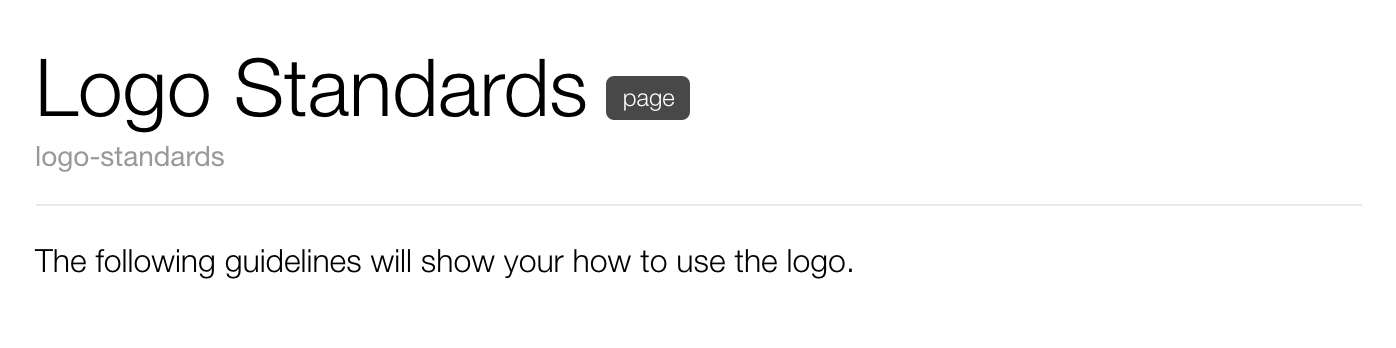 Logo Standards page
logo-standards
The following guidelines will show your how to use the logo.